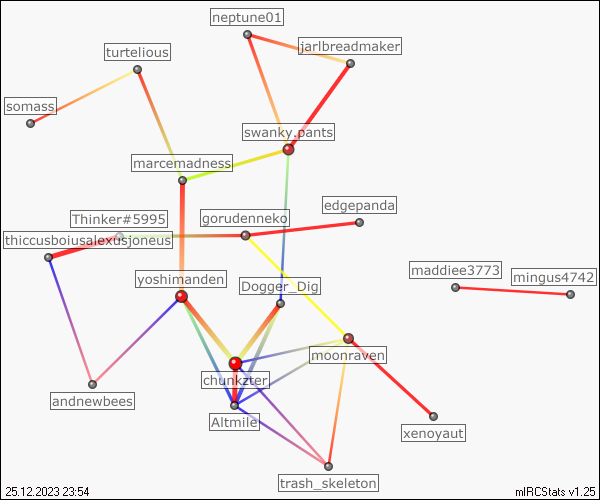 neptune01
jarlbreadmaker
turtelious
somass
swanky.pants
marcemadness
edgepanda
Thinker#5995
gorudenneko
thiccusboiusalexusjoneus
maddiee3773
mingus4742
yoshimanden
Dogger_Dig
moonraven
chunkzter
andnewbees
Altmile
xenoyaut
trash_skeleton
25.12.2023 23:54
mIRCStats v1.25